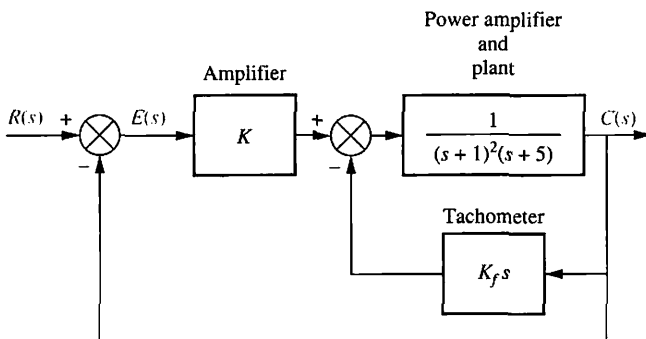 Power amplifier
and
plant
Amplifier
R(s) + E(s) + C(s)
K
1
(s + 1)²(s + 5)
− −
Tachometer
K_f s